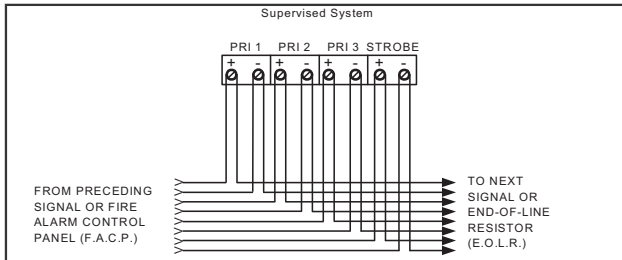 Supervised System
PRI 1 PRI 2 PRI 3 STROBE
+ - + - + - + -
FROM PRECEDING
SIGNAL OR FIRE
ALARM CONTROL
PANEL (F.A.C.P.)
TO NEXT
SIGNAL OR
END-OF-LINE
RESISTOR
(E.O.L.R.)